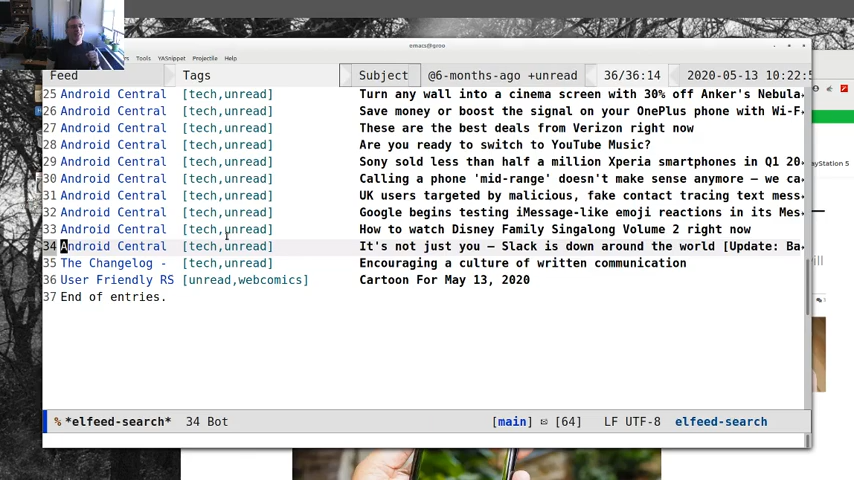 emacs@groo
Tools YASnippet Projectile Help
Feed Tags Subject @6-months-ago +unread 36/36:14 2020-05-13 10:22:5
25 Android Central [tech,unread] Turn any wall into a cinema screen with 30% off Anker's Nebula
26 Android Central [tech,unread] Save money or boost the signal on your OnePlus phone with Wi-F
27 Android Central [tech,unread] These are the best deals from Verizon right now
28 Android Central [tech,unread] Are you ready to switch to YouTube Music?
29 Android Central [tech,unread] Sony sold less than half a million Xperia smartphones in Q1 20
30 Android Central [tech,unread] Calling a phone 'mid-range' doesn't make sense anymore — we ca
31 Android Central [tech,unread] UK users targeted by malicious, fake contact tracing text mess
32 Android Central [tech,unread] Google begins testing iMessage-like emoji reactions in its Mes
33 Android Central [tech,unread] How to watch Disney Family Singalong Volume 2 right now
34 Android Central [tech,unread] It's not just you — Slack is down around the world [Update: Ba
35 The Changelog - [tech,unread] Encouraging a culture of written communication
36 User Friendly RS [unread,webcomics] Cartoon For May 13, 2020
37 End of entries.
% *elfeed-search* 34 Bot [main] ✉ [64] LF UTF-8 elfeed-search
ayStation 5
will